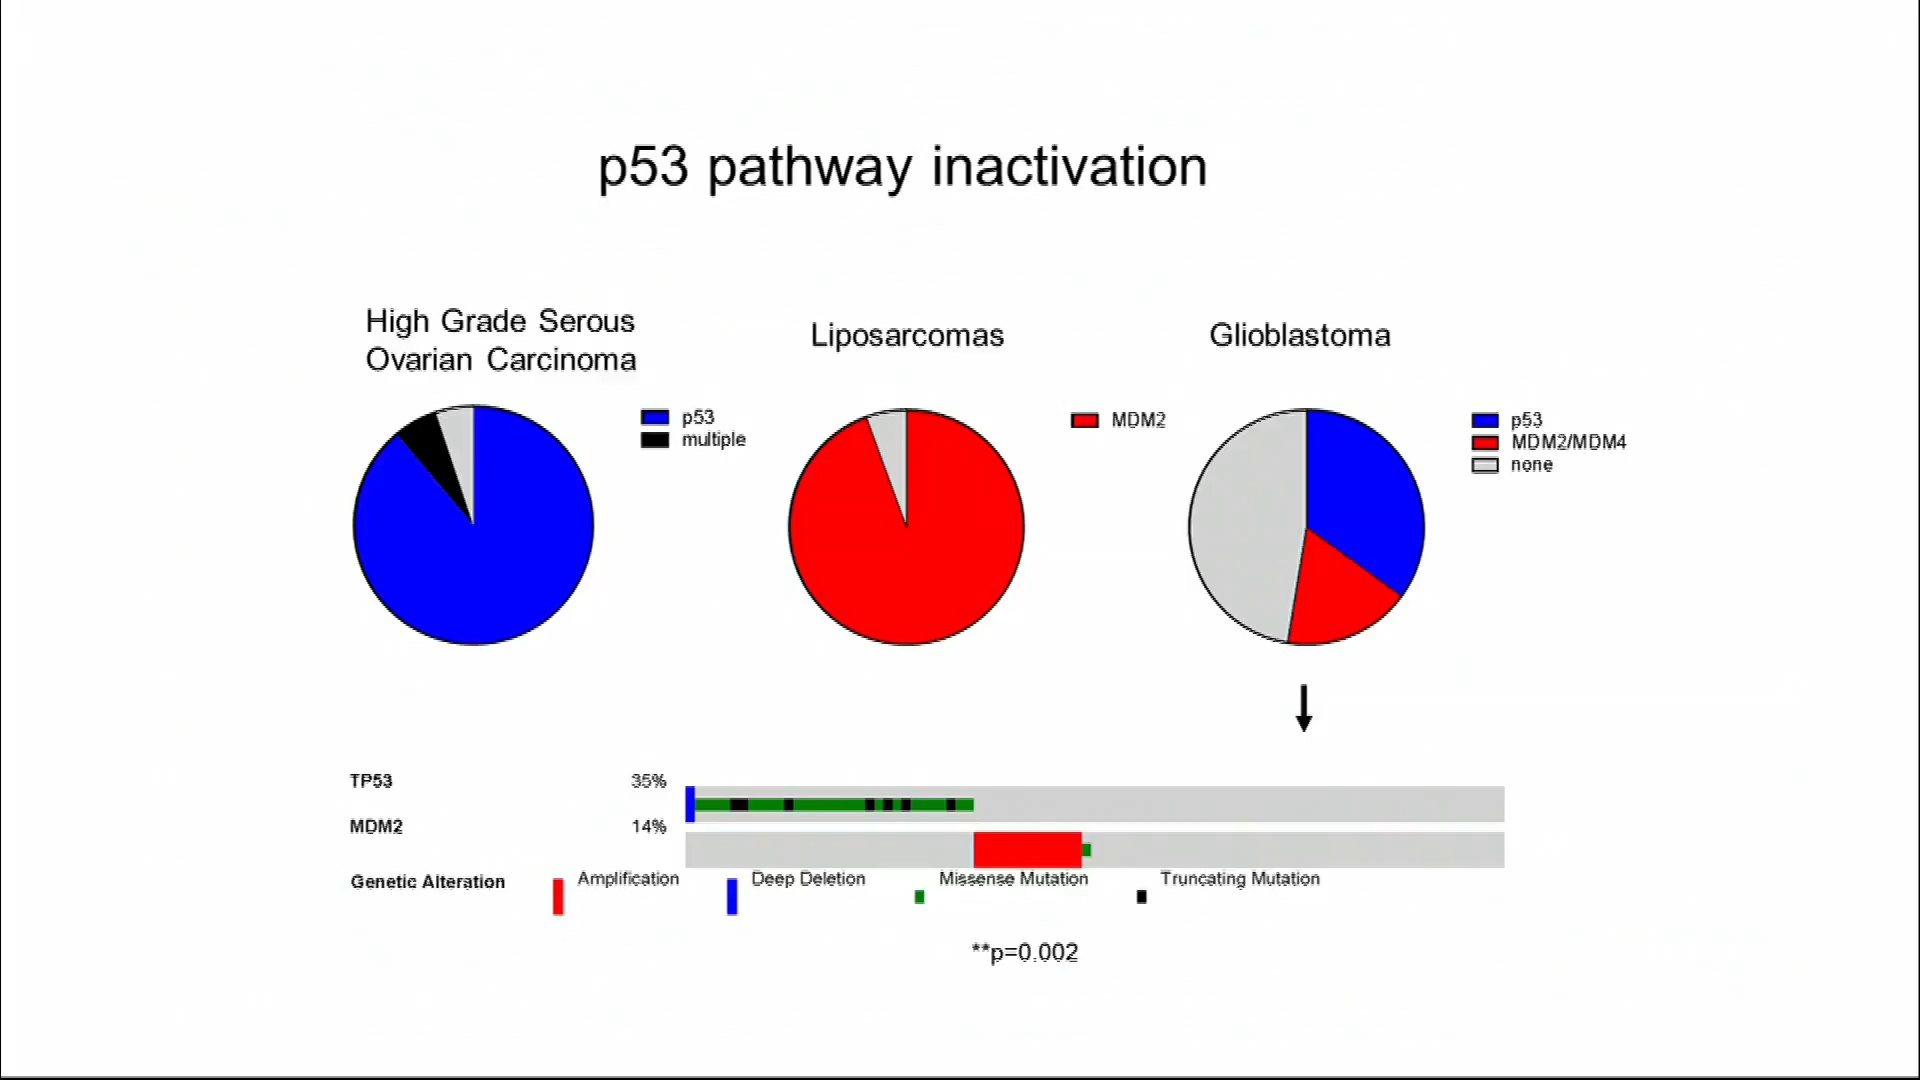 p53 pathway inactivation
High Grade Serous
Ovarian Carcinoma
p53
multiple
Liposarcomas
MDM2
Glioblastoma
p53
MDM2/MDM4
none
TP53 35%
MDM2 14%
Genetic Alteration Amplification Deep Deletion Missense Mutation Truncating Mutation
**p=0.002